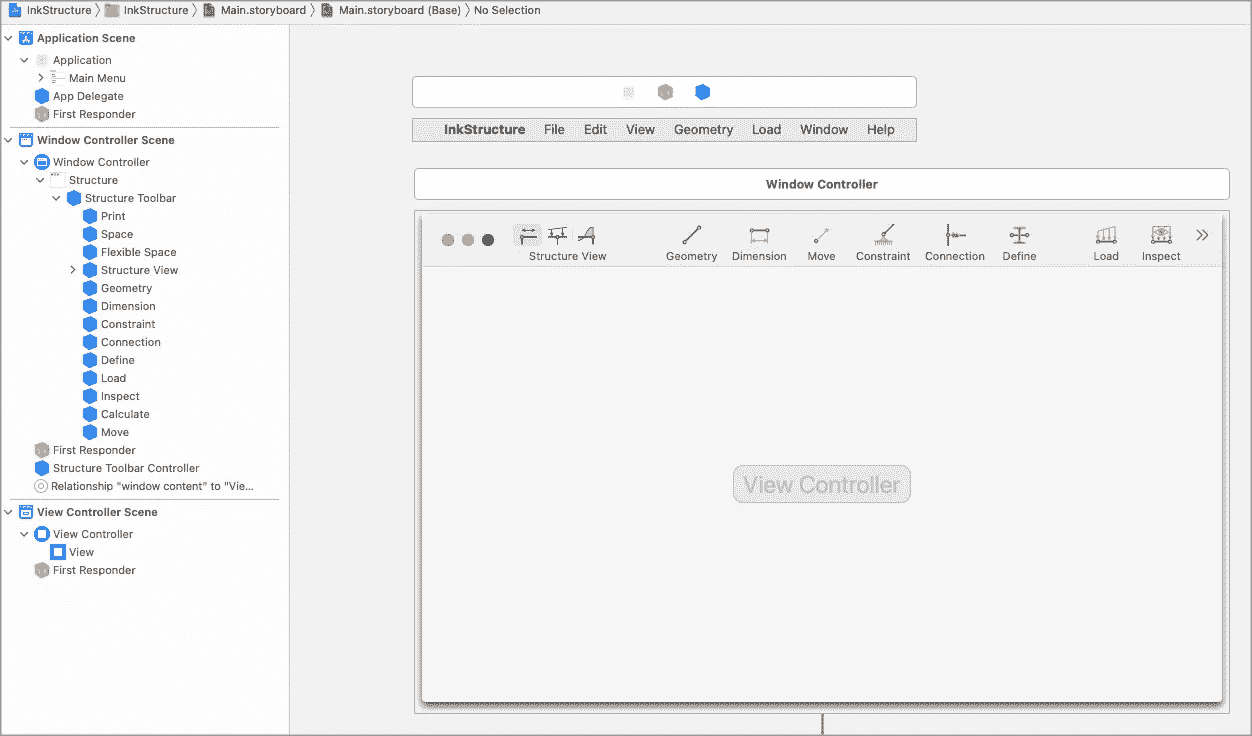 InkStructure 〉 InkStructure 〉 Main.storyboard 〉 Main.storyboard (Base) 〉 No Selection
Application Scene
Application
Main Menu
App Delegate
First Responder
Window Controller Scene
Window Controller
Structure
Structure Toolbar
Print
Space
Flexible Space
Structure View
Geometry
Dimension
Constraint
Connection
Define
Load
Inspect
Calculate
Move
First Responder
Structure Toolbar Controller
Relationship "window content" to "Vie...
View Controller Scene
View Controller
View
First Responder
InkStructure File Edit View Geometry Load Window Help
Window Controller
Structure View Geometry Dimension Move Constraint Connection Define Load Inspect
View Controller